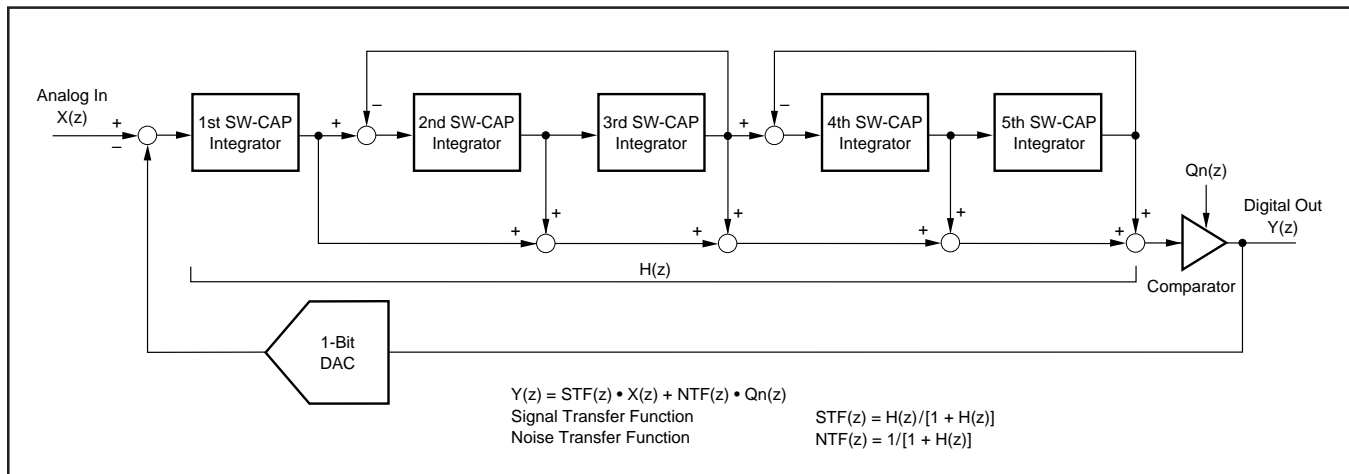 Analog In
X(z)
+
–
1st SW-CAP
Integrator
+
–
2nd SW-CAP
Integrator
3rd SW-CAP
Integrator
+
–
4th SW-CAP
Integrator
5th SW-CAP
Integrator
Qn(z)
Digital Out
Y(z)
+
+
+
+
+
+
+
+
H(z)
Comparator
1-Bit
DAC
Y(z) = STF(z) • X(z) + NTF(z) • Qn(z)
Signal Transfer Function STF(z) = H(z)/[1 + H(z)]
Noise Transfer Function NTF(z) = 1/[1 + H(z)]